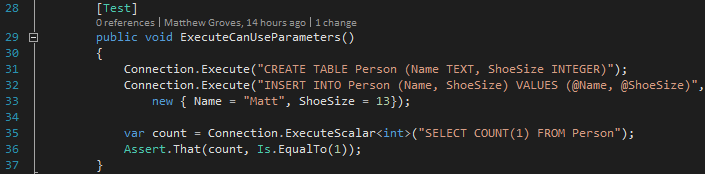 28 [Test]
0 references | Matthew Groves, 14 hours ago | 1 change
29 public void ExecuteCanUseParameters()
30 {
31 Connection.Execute("CREATE TABLE Person (Name TEXT, ShoeSize INTEGER)");
32 Connection.Execute("INSERT INTO Person (Name, ShoeSize) VALUES (@Name, @ShoeSize)",
33 new { Name = "Matt", ShoeSize = 13});
34
35 var count = Connection.ExecuteScalar<int>("SELECT COUNT(1) FROM Person");
36 Assert.That(count, Is.EqualTo(1));
37 }